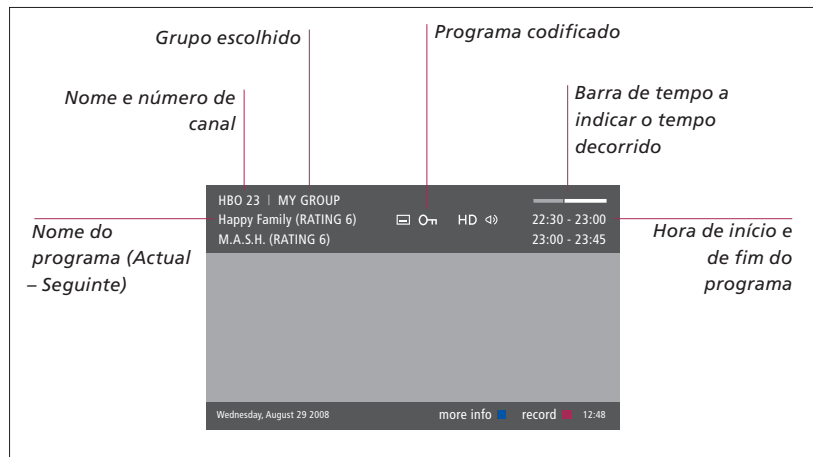 Grupo escolhido
Programa codificado
Nome e número de
canal
Barra de tempo a
indicar o tempo
decorrido
HBO 23 | MY GROUP
Happy Family (RATING 6) HD 22:30 - 23:00
M.A.S.H. (RATING 6) 23:00 - 23:45
Nome do
programa (Actual
– Seguinte)
Hora de início e
de fim do
programa
Wednesday, August 29 2008 more info record 12:48